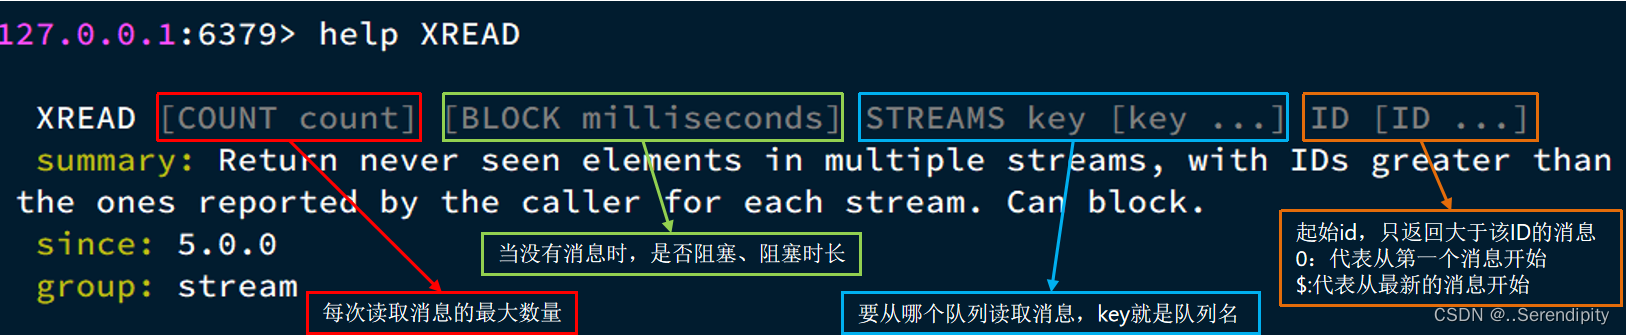 127.0.0.1:6379> help XREAD
XREAD [COUNT count] [BLOCK milliseconds] STREAMS key [key ...] ID [ID ...]
summary: Return never seen elements in multiple streams, with IDs greater than
the ones reported by the caller for each stream. Can block.
since: 5.0.0
group: stream
当没有消息时，是否阻塞、阻塞时长
每次读取消息的最大数量
要从哪个队列读取消息，key就是队列名
起始id，只返回大于该ID的消息
0：代表从第一个消息开始
$:代表从最新的消息开始
CSDN @..Serendipity